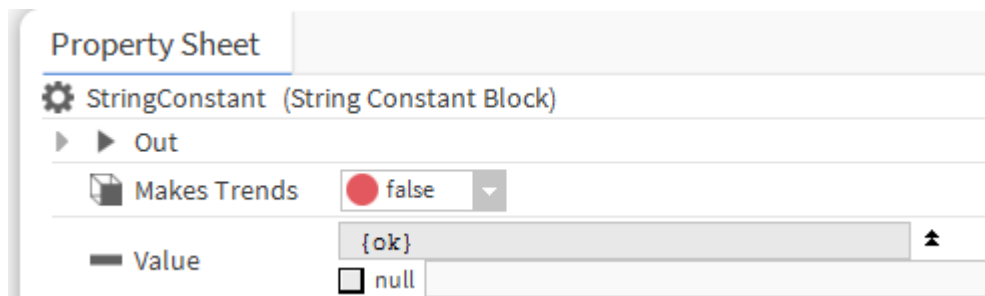 Property Sheet
StringConstant (String Constant Block)
Out
Makes Trends false
Value {ok}
null